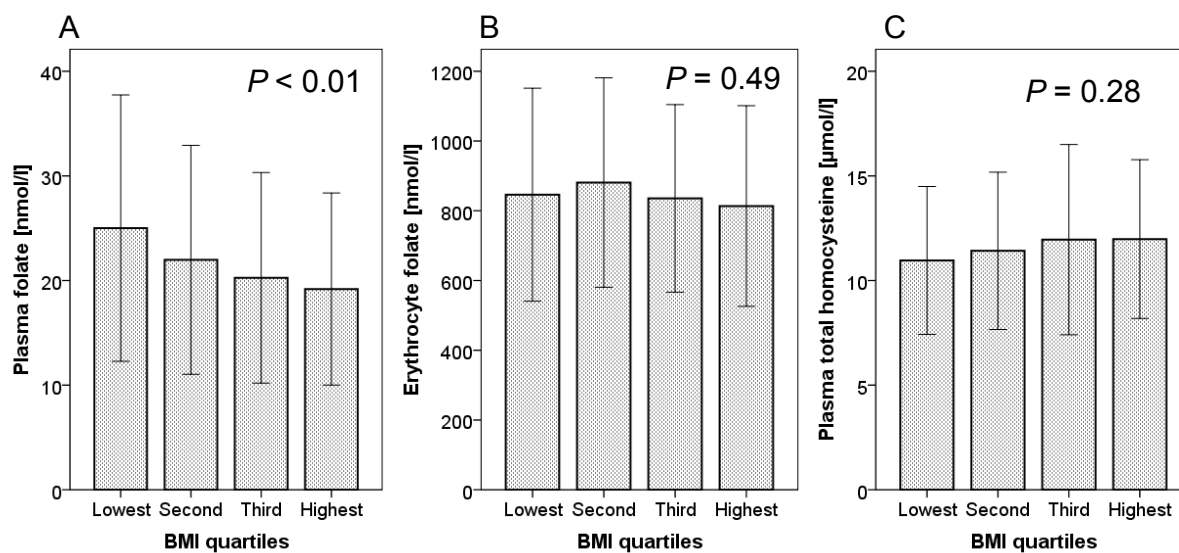 A
B
C
P < 0.01
P = 0.49
P = 0.28
Plasma folate [nmol/l]
40
30
20
10
0
Lowest Second Third Highest
BMI quartiles
Erythrocyte folate [nmol/l]
1200
1000
800
600
400
200
0
Lowest Second Third Highest
BMI quartiles
Plasma total homocysteine [µmol/l]
20
15
10
5
0
Lowest Second Third Highest
BMI quartiles